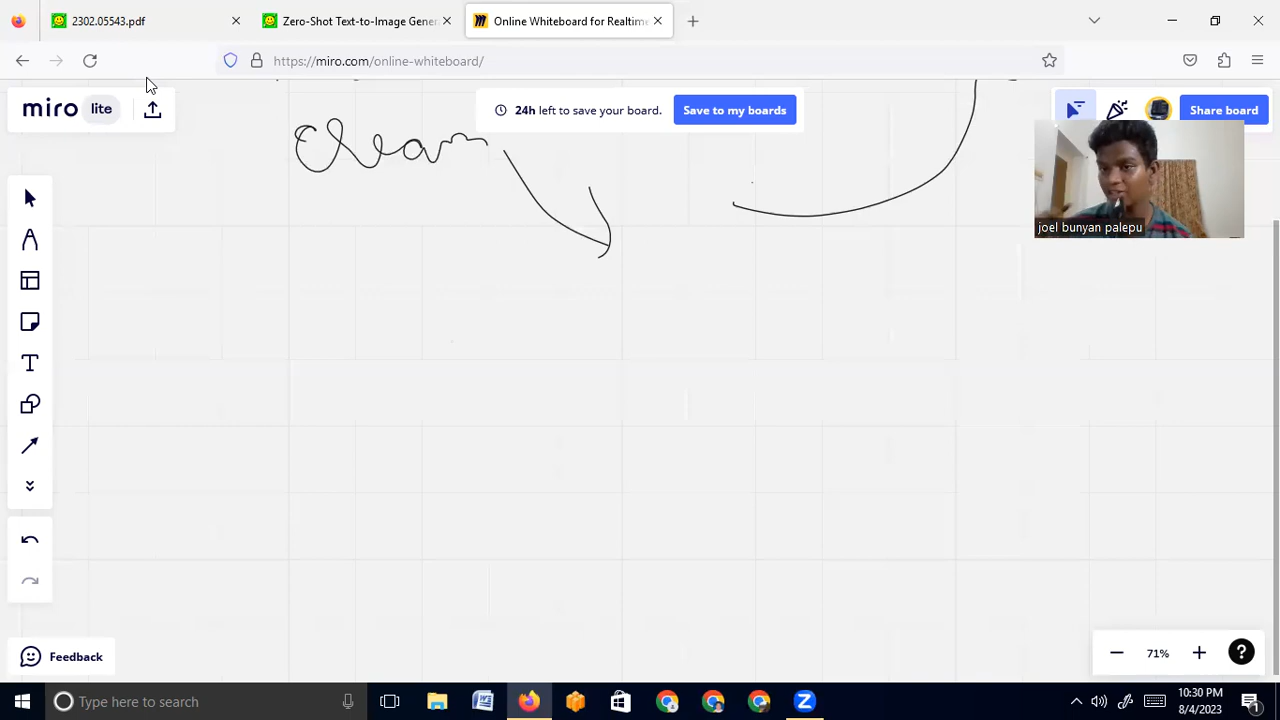 2302.05543.pdf
Zero-Shot Text-to-Image Gener
Online Whiteboard for Realtime
https://miro.com/online-whiteboard/
miro lite
24h left to save your board.
Save to my boards
Share board
joel bunyan palepu
T
Feedback
71%
?
Type here to search
10:30 PM
8/4/2023
1